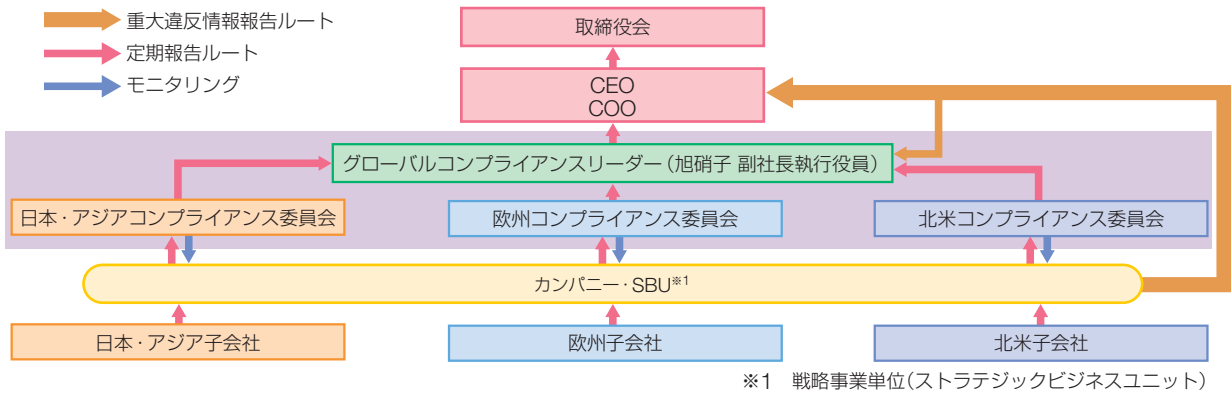 重大違反情報報告ルート
定期報告ルート
モニタリング
取締役会
CEO
COO
グローバルコンプライアンスリーダー(旭硝子 副社長執行役員)
日本・アジアコンプライアンス委員会
欧州コンプライアンス委員会
北米コンプライアンス委員会
カンパニー・SBU※1
日本・アジア子会社
欧州子会社
北米子会社
※1 戦略事業単位(ストラテジックビジネスユニット)